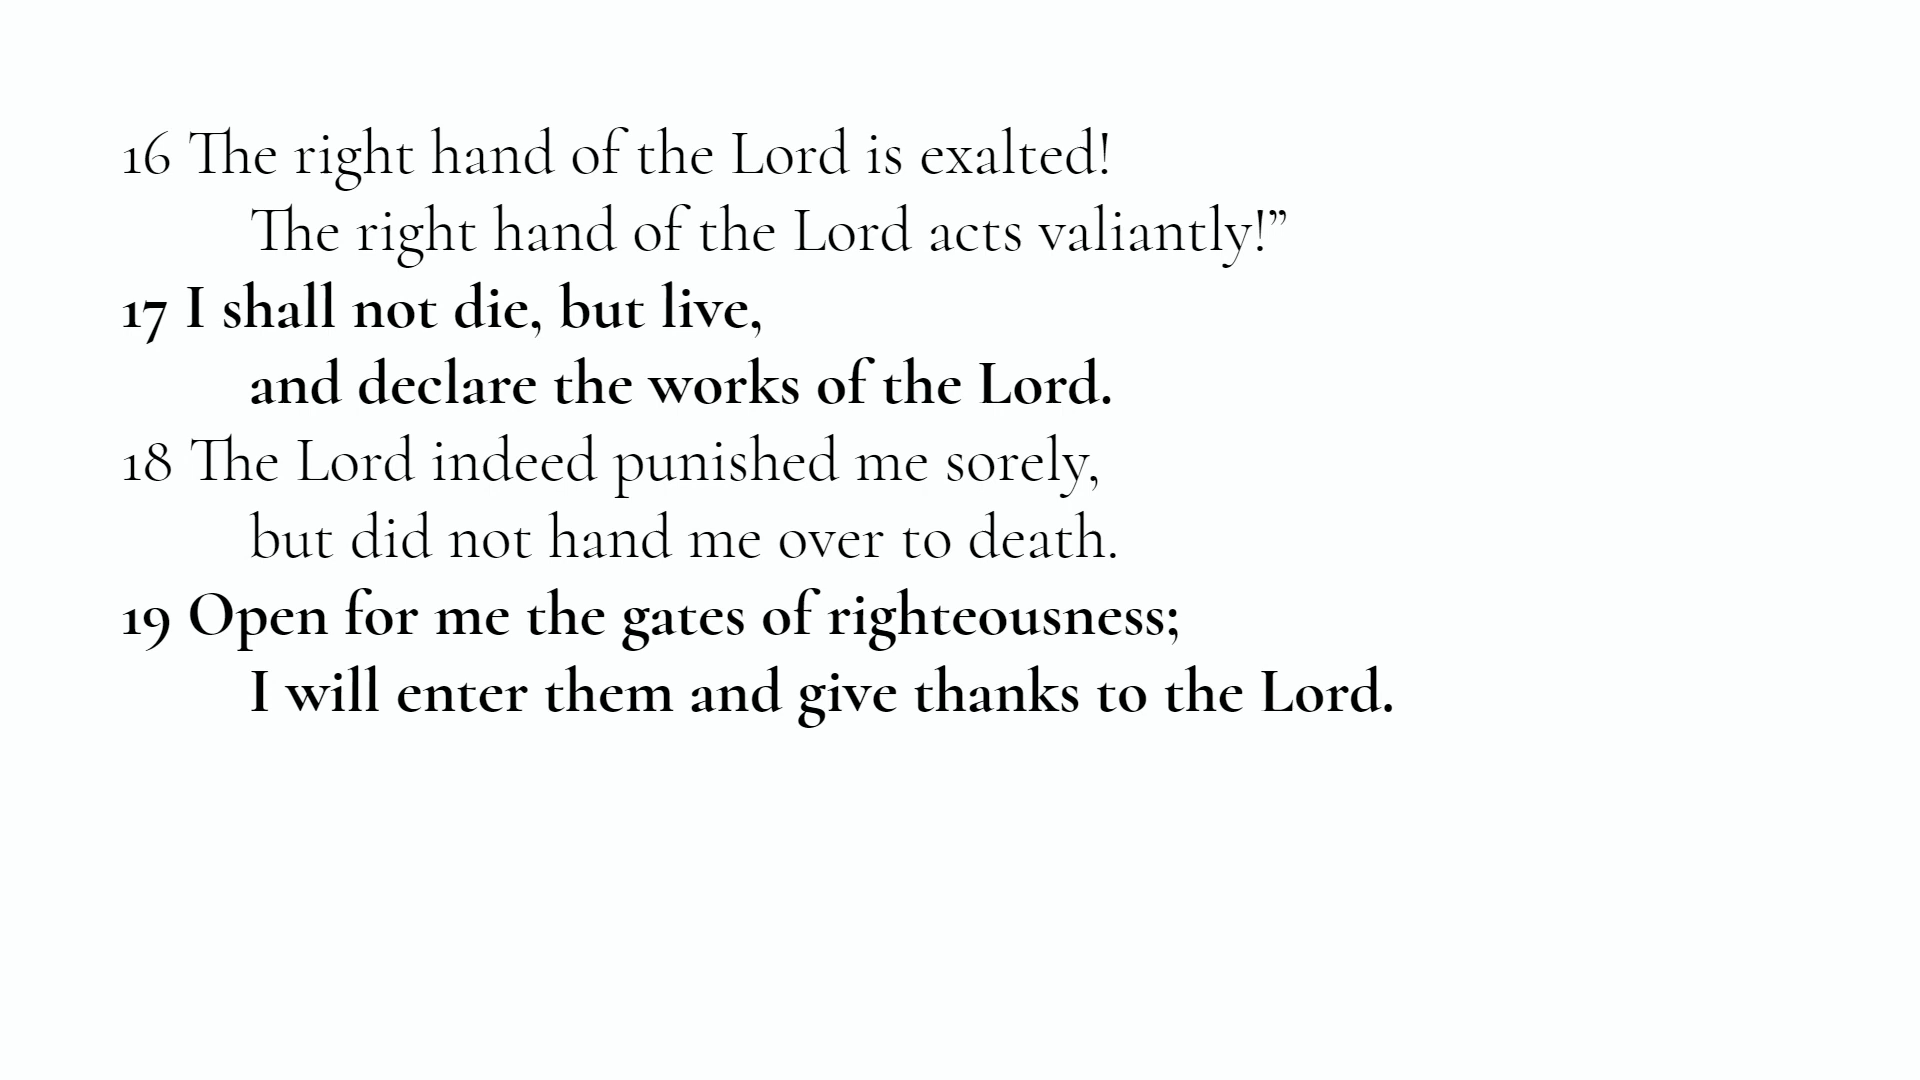 16 The right hand of the Lord is exalted!
The right hand of the Lord acts valiantly!”
17 I shall not die, but live,
and declare the works of the Lord.
18 The Lord indeed punished me sorely,
but did not hand me over to death.
19 Open for me the gates of righteousness;
I will enter them and give thanks to the Lord.